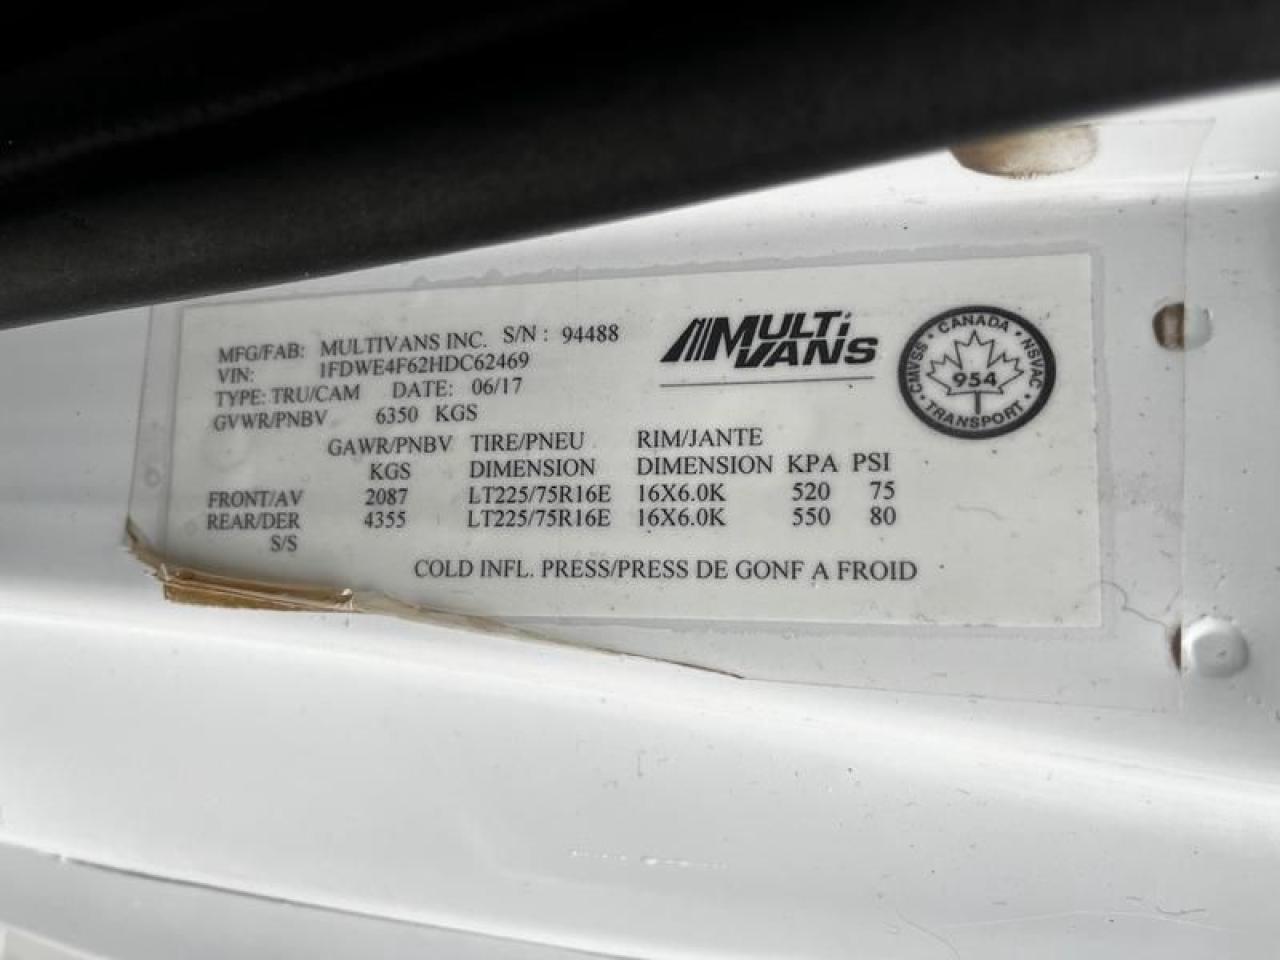 MFG/FAB: MULTIVANS INC. S/N : 94488
VIN: 1FDWE4F62HDC62469
TYPE: TRU/CAM DATE: 06/17
GVWR/PNBV 6350 KGS
MULTi VANS
CANADA · NSVAC · TRANSPORT · CMVSS ·
954
GAWR/PNBV TIRE/PNEU RIM/JANTE
KGS DIMENSION DIMENSION KPA PSI
FRONT/AV 2087 LT225/75R16E 16X6.0K 520 75
REAR/DER 4355 LT225/75R16E 16X6.0K 550 80
S/S
COLD INFL. PRESS/PRESS DE GONF A FROID